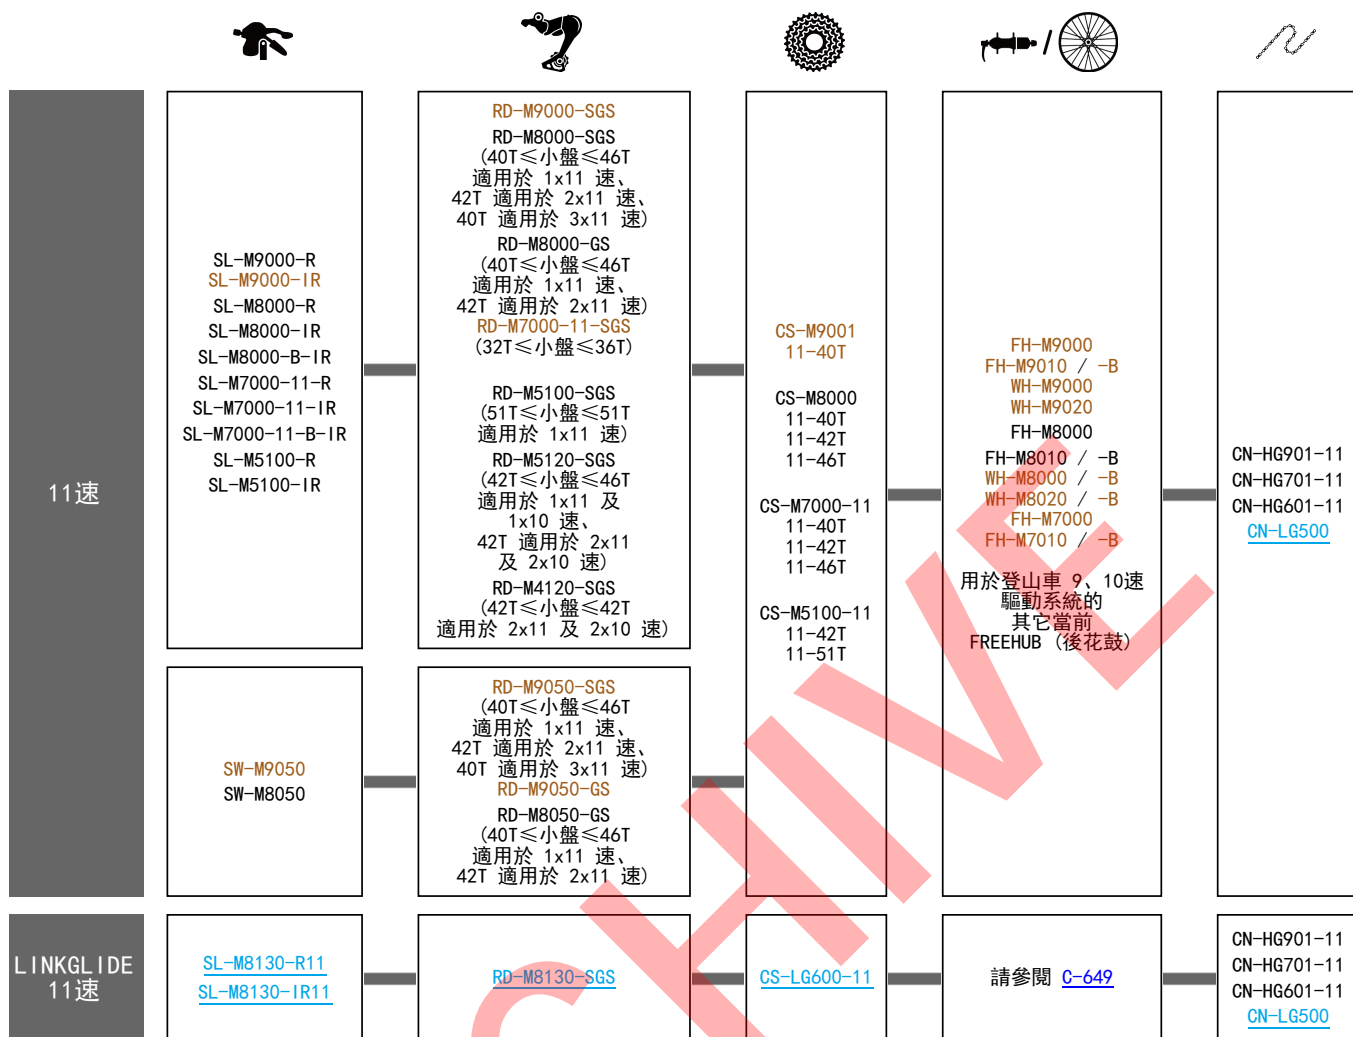 11速
SL-M9000-R
SL-M9000-IR
SL-M8000-R
SL-M8000-IR
SL-M8000-B-IR
SL-M7000-11-R
SL-M7000-11-IR
SL-M7000-11-B-IR
SL-M5100-R
SL-M5100-IR
RD-M9000-SGS
RD-M8000-SGS
(40T≤小盤≤46T
適用於 1x11 速、
42T 適用於 2x11 速、
40T 適用於 3x11 速)
RD-M8000-GS
(40T≤小盤≤46T
適用於 1x11 速、
42T 適用於 2x11 速)
RD-M7000-11-SGS
(32T≤小盤≤36T)
RD-M5100-SGS
(51T≤小盤≤51T
適用於 1x11 速)
RD-M5120-SGS
(42T≤小盤≤46T
適用於 1x11 及
1x10 速、
42T 適用於 2x11
及 2x10 速)
RD-M4120-SGS
(42T≤小盤≤42T
適用於 2x11 及 2x10 速)
SW-M9050
SW-M8050
RD-M9050-SGS
(40T≤小盤≤46T
適用於 1x11 速、
42T 適用於 2x11 速、
40T 適用於 3x11 速)
RD-M9050-GS
RD-M8050-GS
(40T≤小盤≤46T
適用於 1x11 速、
42T 適用於 2x11 速)
CS-M9001
11-40T
CS-M8000
11-40T
11-42T
11-46T
CS-M7000-11
11-40T
11-42T
11-46T
CS-M5100-11
11-42T
11-51T
FH-M9000
FH-M9010 / -B
WH-M9000
WH-M9020
FH-M8000
FH-M8010 / -B
WH-M8000 / -B
WH-M8020 / -B
FH-M7000
FH-M7010 / -B
用於登山車 9、10速
驅動系統的
其它當前
FREEHUB (後花鼓)
CN-HG901-11
CN-HG701-11
CN-HG601-11
CN-LG500
LINKGLIDE
11速
SL-M8130-R11
SL-M8130-IR11
RD-M8130-SGS
CS-LG600-11
請參閱 C-649
CN-HG901-11
CN-HG701-11
CN-HG601-11
CN-LG500
CHIVE